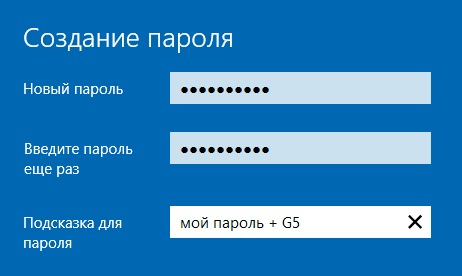 Создание пароля
Новый пароль ●●●●●●●●●●
Введите пароль ●●●●●●●●●●
еще раз
Подсказка для мой пароль + G5
пароля